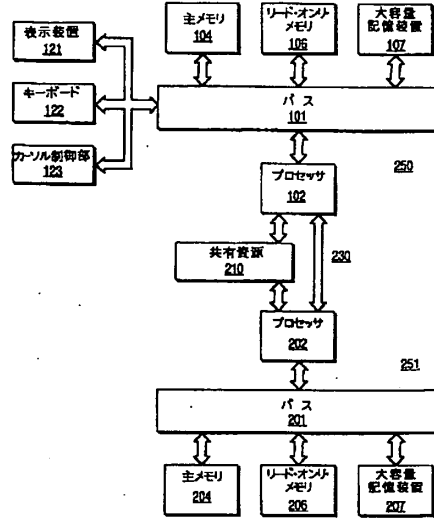 表示装置
121
キーボード
122
カーソル制御部
123
主メモリ
104
リード・オンリ・
メモリ
106
大容量
記憶装置
107
バス
101
250
プロセッサ
102
共有資源
210
230
プロセッサ
202
251
バス
201
主メモリ
204
リード・オンリ・
メモリ
206
大容量
記憶装置
207